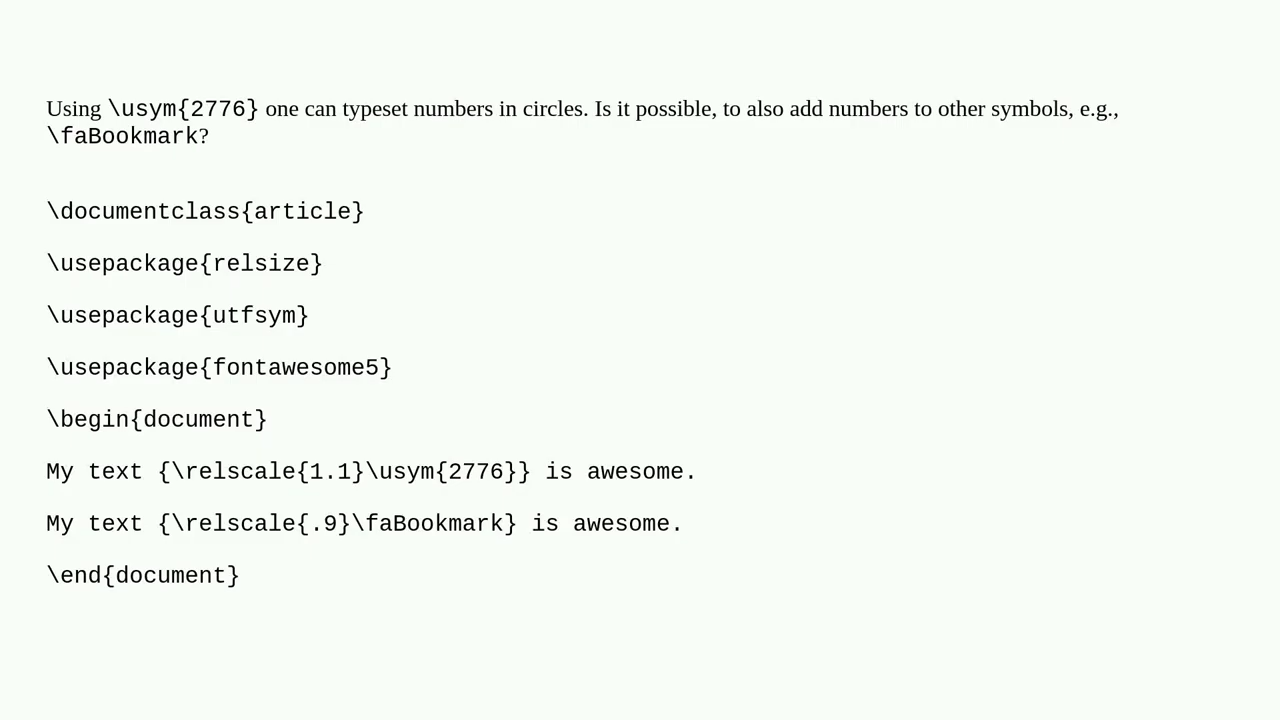 Using \usym{2776} one can typeset numbers in circles. Is it possible, to also add numbers to other symbols, e.g.,
\faBookmark?
\documentclass{article}
\usepackage{relsize}
\usepackage{utfsym}
\usepackage{fontawesome5}
\begin{document}
My text {\relscale{1.1}\usym{2776}} is awesome.
My text {\relscale{.9}\faBookmark} is awesome.
\end{document}